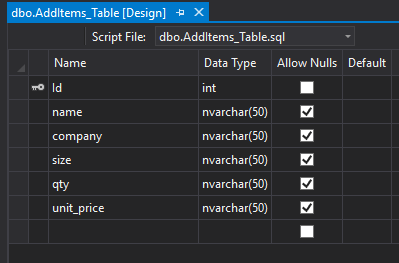 dbo.AddItems_Table [Design]
Script File: dbo.AddItems_Table.sql
Name Data Type Allow Nulls Default
Id int
name nvarchar(50)
company nvarchar(50)
size nvarchar(50)
qty nvarchar(50)
unit_price nvarchar(50)